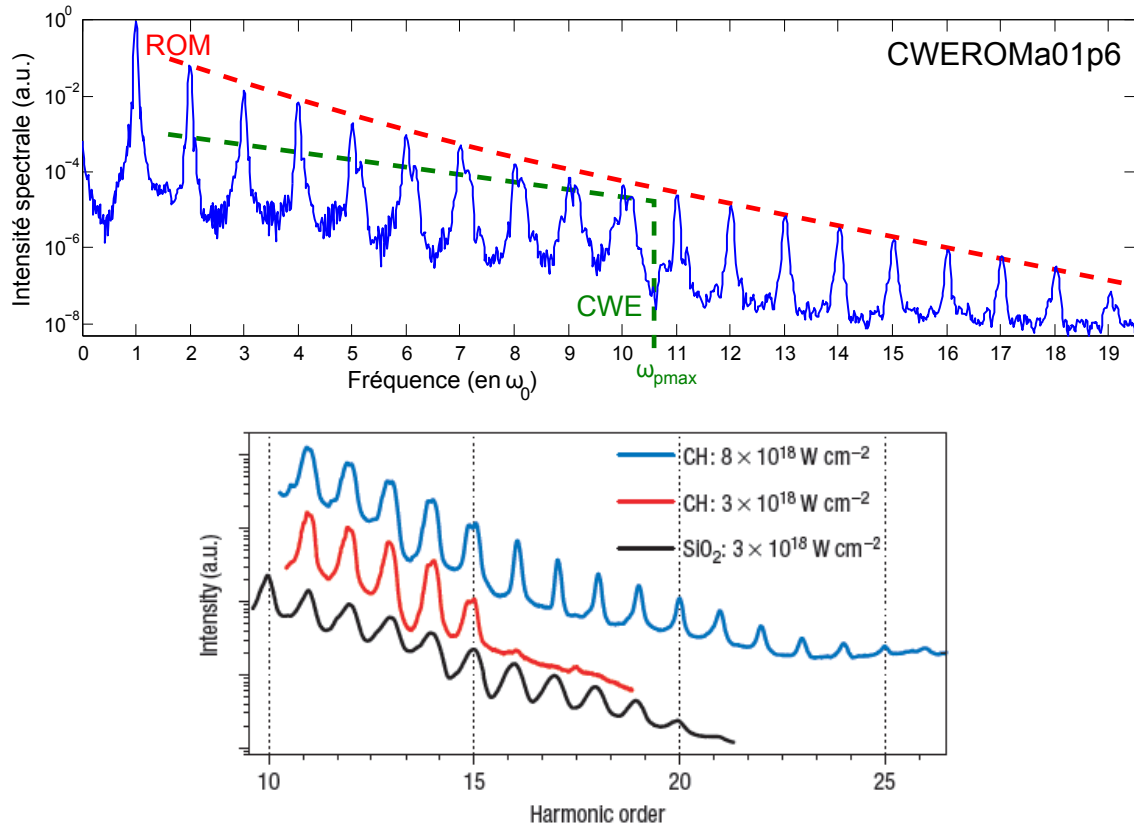 CWEROMa01p6
ROM
CWE
Intensité spectrale (a.u.)
10^0
10^-2
10^-4
10^-6
10^-8
0 1 2 3 4 5 6 7 8 9 10 11 12 13 14 15 16 17 18 19
Fréquence (en ω_0)
ω_pmax
CH: 8 × 10^18 W cm^-2
CH: 3 × 10^18 W cm^-2
SiO_2: 3 × 10^18 W cm^-2
Intensity (a.u.)
10 15 20 25
Harmonic order